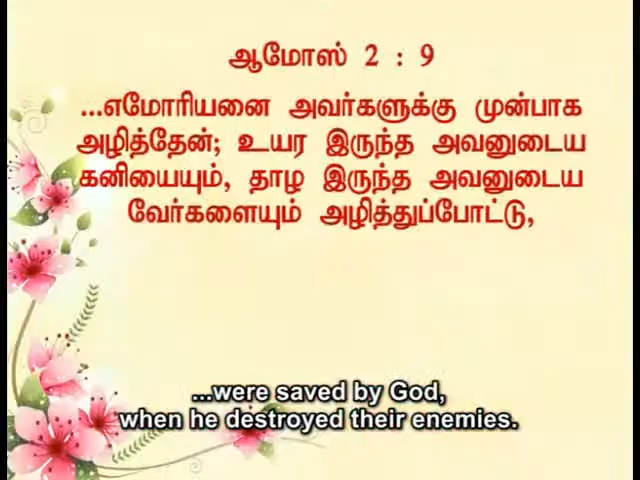 ஆமோஸ் 2 : 9
...எமோரியனை அவர்களுக்கு முன்பாக
அழித்தேன்; உயர இருந்த அவனுடைய
கனியையும், தாழ இருந்த அவனுடைய
வேர்களையும் அழித்துப்போட்டு,
...were saved by God,
when he destroyed their enemies.